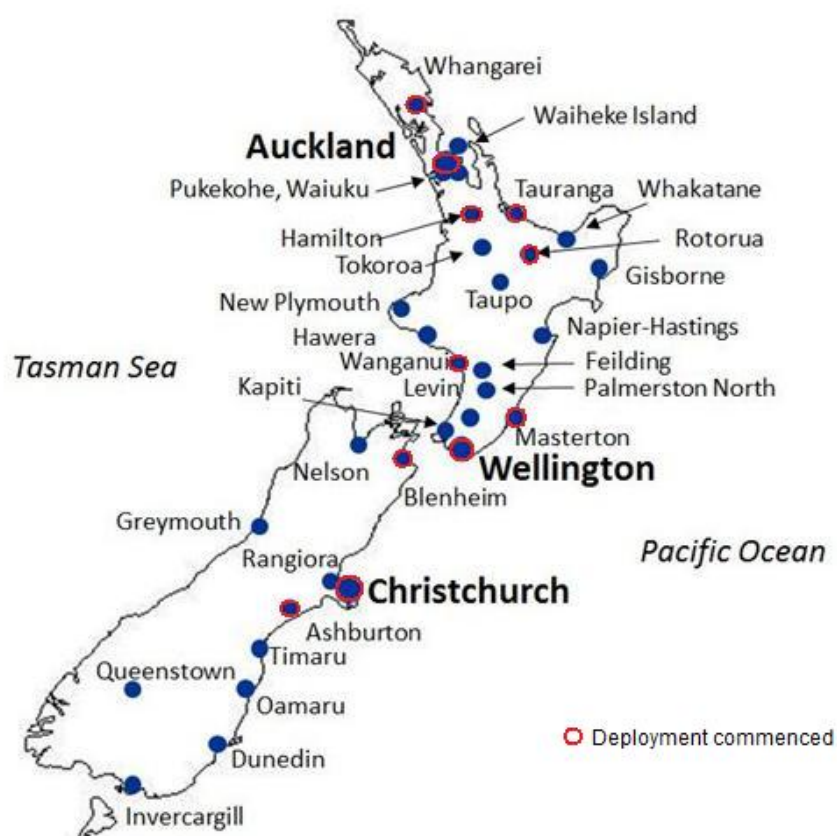 Whangarei
Waiheke Island
Auckland
Pukekohe, Waiuku
Tauranga
Whakatane
Hamilton
Rotorua
Tokoroa
Gisborne
Taupo
New Plymouth
Napier-Hastings
Hawera
Tasman Sea
Wanganui
Feilding
Kapiti
Levin
Palmerston North
Masterton
Wellington
Nelson
Blenheim
Greymouth
Pacific Ocean
Rangiora
Christchurch
Ashburton
Timaru
Queenstown
Oamaru
Deployment commenced
Dunedin
Invercargill